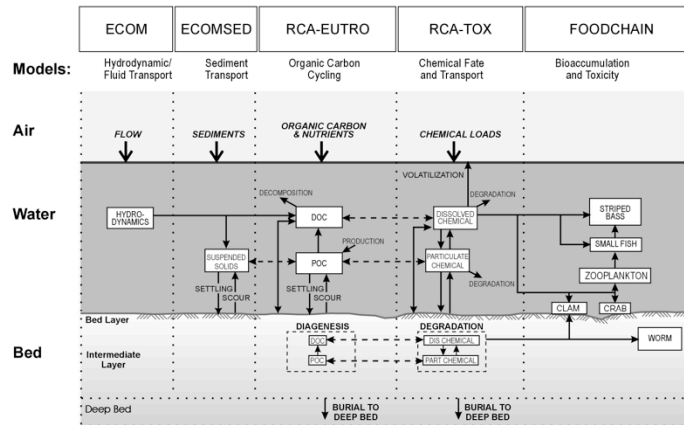 ECOM
ECOMSED
RCA-EUTRO
RCA-TOX
FOODCHAIN
Models:
Hydrodynamic/
Fluid Transport
Sediment
Transport
Organic Carbon
Cycling
Chemical Fate
and Transport
Bioaccumulation
and Toxicity
Air
FLOW
SEDIMENTS
ORGANIC CARBON
& NUTRIENTS
CHEMICAL LOADS
VOLATILIZATION
Water
DECOMPOSITION
DEGRADATION
HYDRO-
DYNAMICS
DOC
DISSOLVED
CHEMICAL
STRIPED
BASS
PRODUCTION
SMALL FISH
SUSPENDED
SOLIDS
POC
PARTICULATE
CHEMICAL
ZOOPLANKTON
DEGRADATION
SETTLING
SCOUR
SETTLING
SCOUR
CLAM
CRAB
Bed Layer
Bed
DIAGENESIS
DEGRADATION
DOC
DIS CHEMICAL
WORM
Intermediate
Layer
POC
PART CHEMICAL
Deep Bed
BURIAL TO
DEEP BED
BURIAL TO
DEEP BED